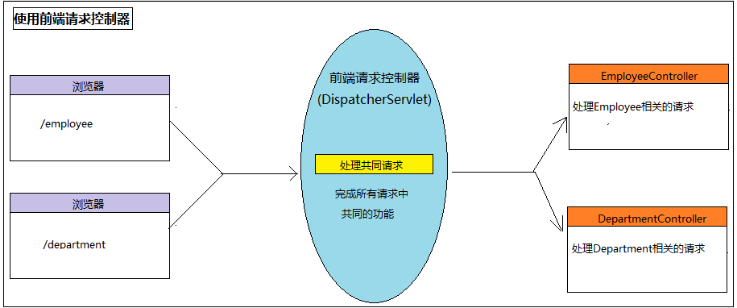 使用前端请求控制器
浏览器
/employee
浏览器
/department
前端请求控制器
(DispatcherServlet)
处理共同请求
完成所有请求中
共同的功能
EmployeeController
处理Employee相关的请求
DepartmentController
处理Department相关的请求